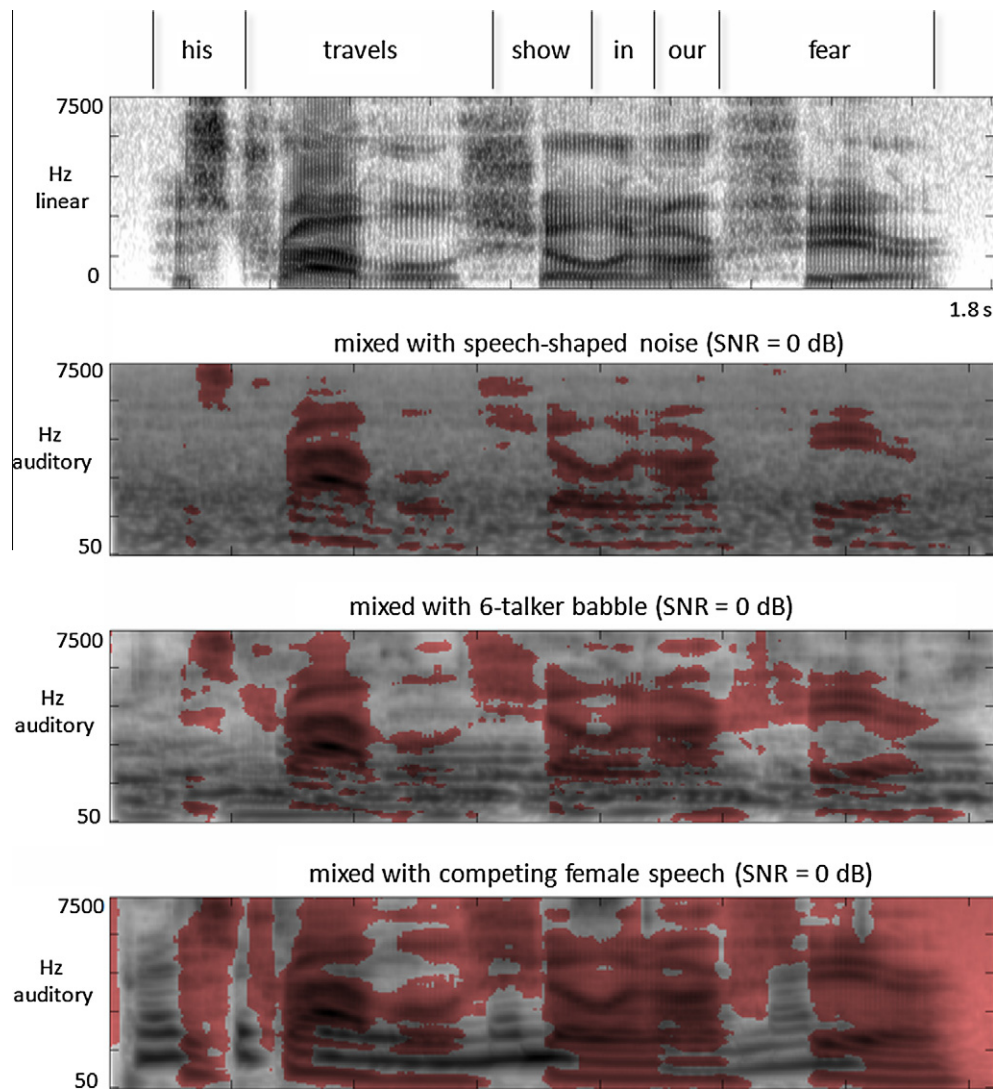 his travels show in our fear
7500
Hz
linear
0
1.8 s
mixed with speech-shaped noise (SNR = 0 dB)
7500
Hz
auditory
50
mixed with 6-talker babble (SNR = 0 dB)
7500
Hz
auditory
50
mixed with competing female speech (SNR = 0 dB)
7500
Hz
auditory
50